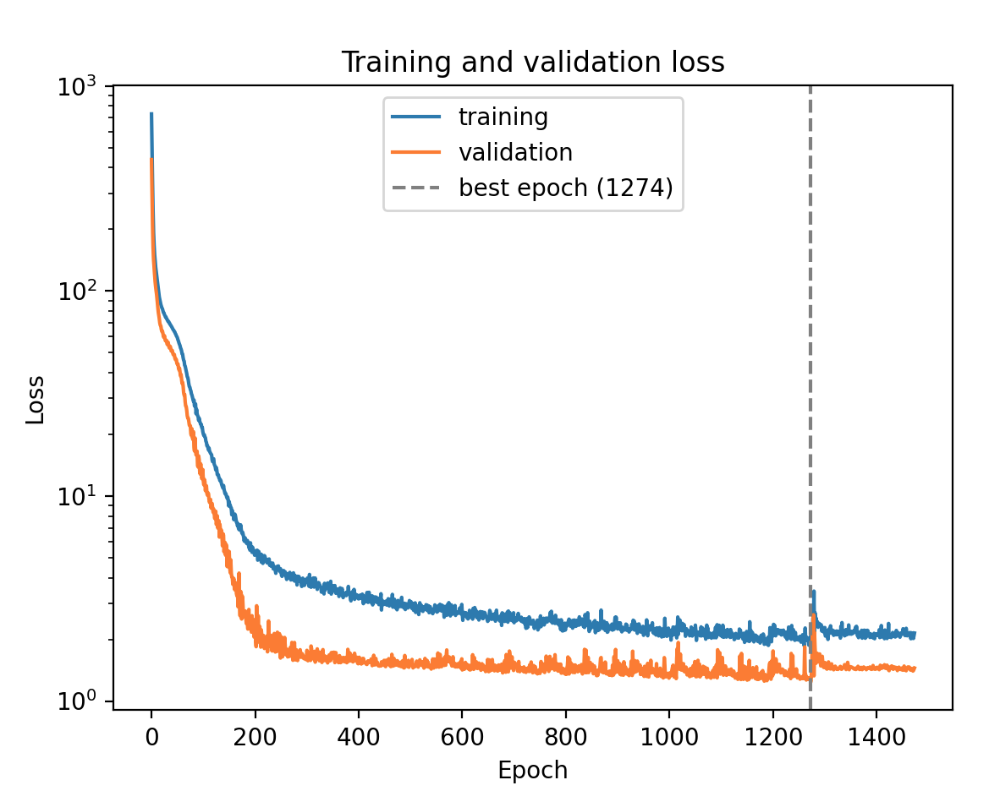 Training and validation loss
training
validation
best epoch (1274)
Loss
10³
10²
10¹
10⁰
0 200 400 600 800 1000 1200 1400
Epoch